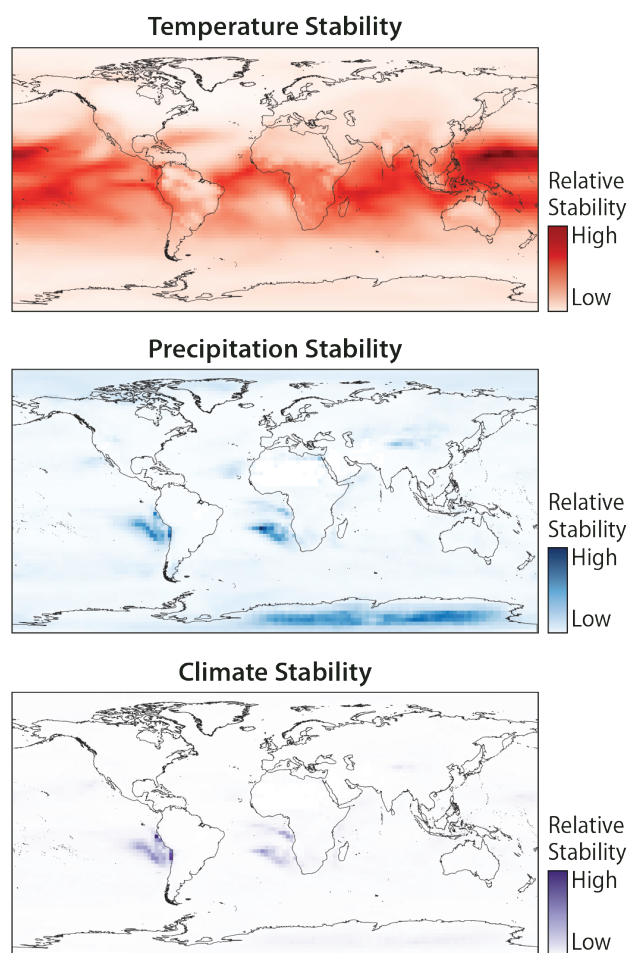 Temperature Stability
Relative
Stability
High
Low
Precipitation Stability
Relative
Stability
High
Low
Climate Stability
Relative
Stability
High
Low